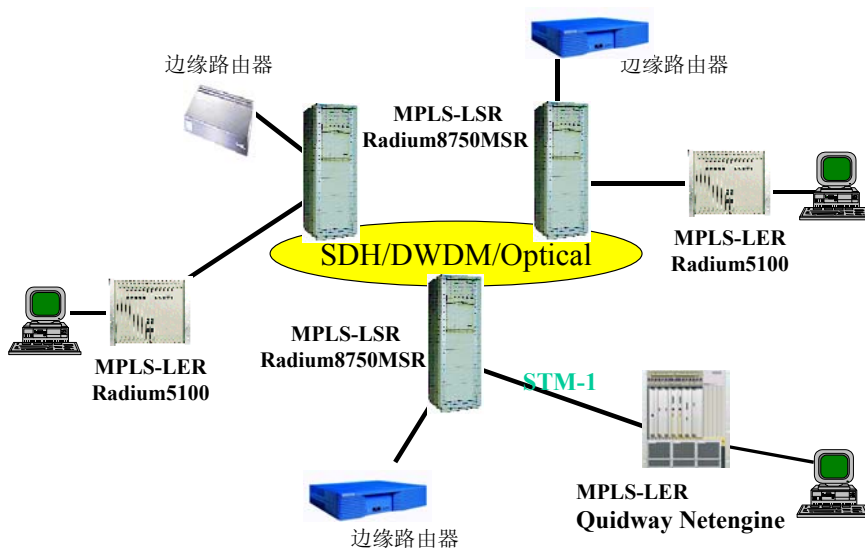 边缘路由器
边缘路由器
MPLS-LSR
Radium8750MSR
MPLS-LER
Radium5100
SDH/DWDM/Optical
MPLS-LSR
Radium8750MSR
MPLS-LER
Radium5100
STM-1
MPLS-LER
Quidway Netengine
边缘路由器